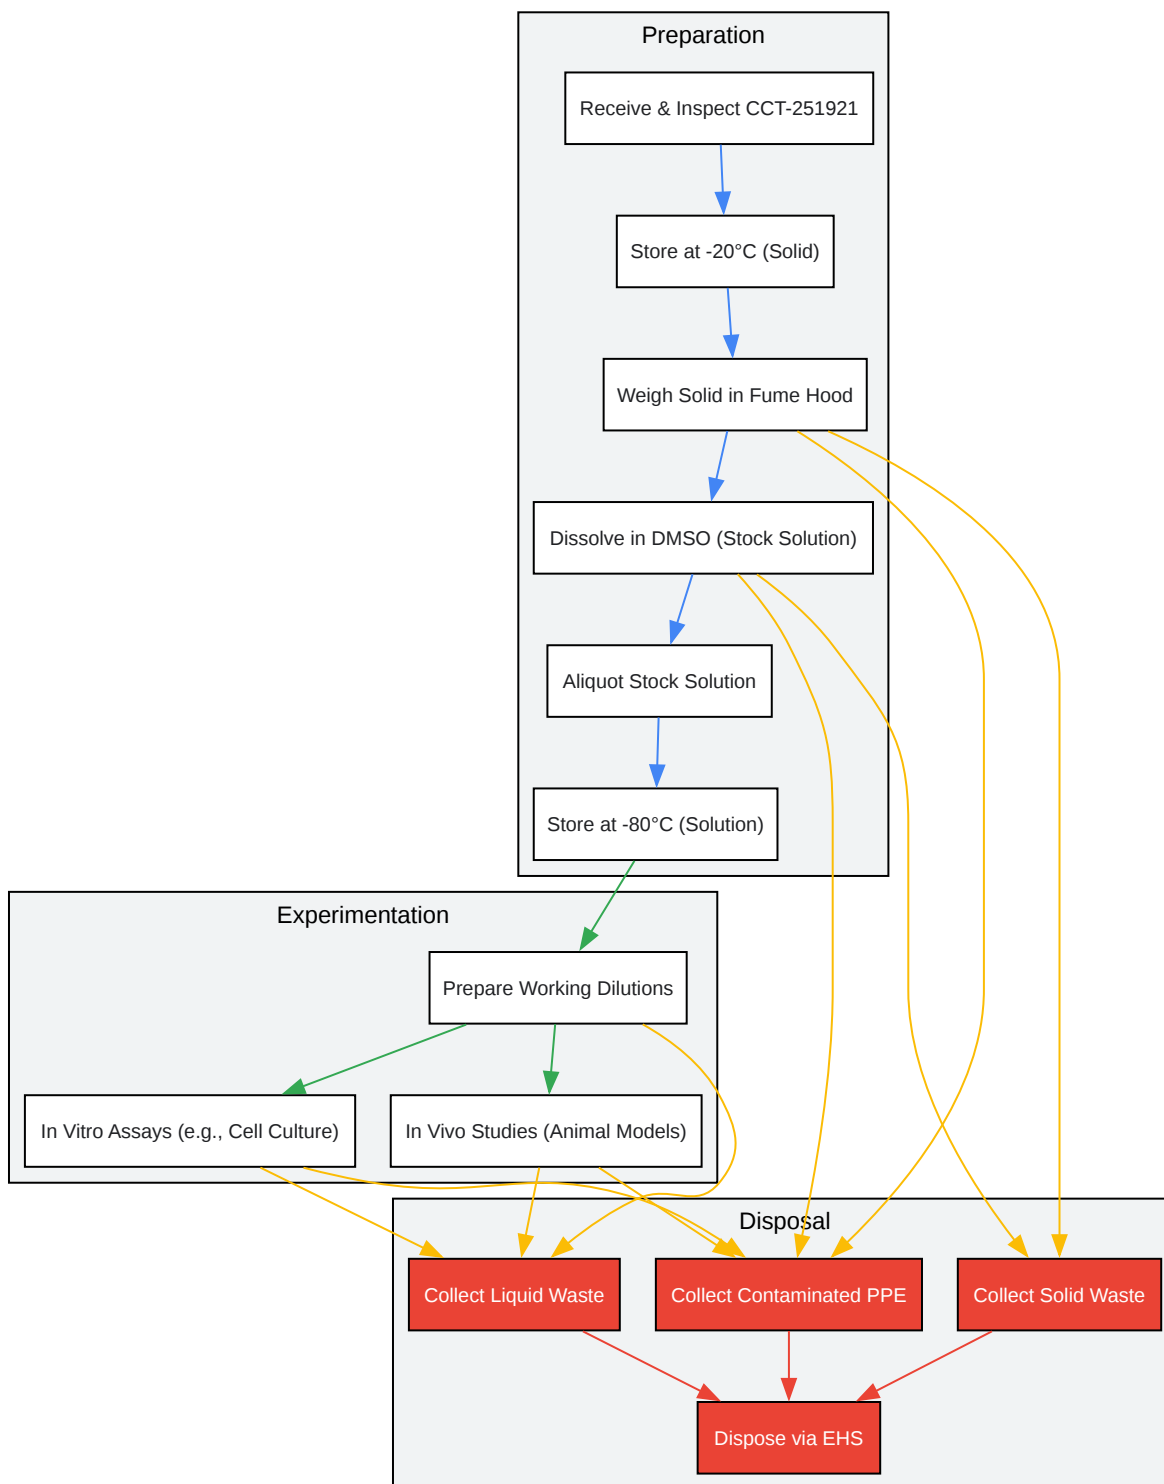 Preparation
Receive & Inspect CCT-251921
Store at -20°C (Solid)
Weigh Solid in Fume Hood
Dissolve in DMSO (Stock Solution)
Aliquot Stock Solution
Store at -80°C (Solution)
Experimentation
Prepare Working Dilutions
In Vitro Assays (e.g., Cell Culture)
In Vivo Studies (Animal Models)
Disposal
Collect Liquid Waste
Collect Contaminated PPE
Collect Solid Waste
Dispose via EHS